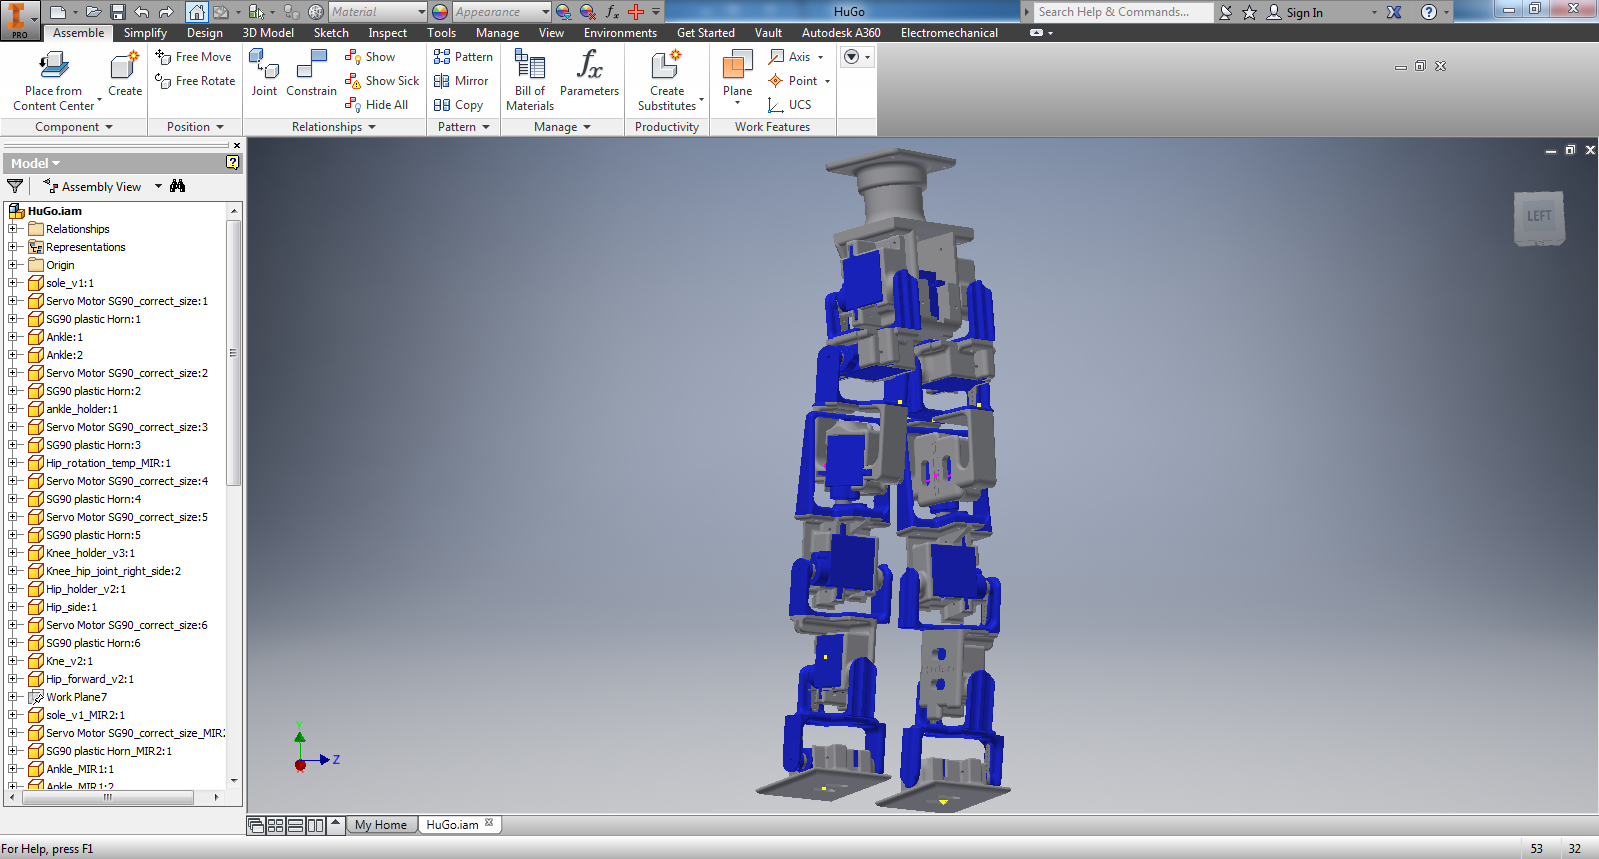 PRO
Material
Appearance
HuGo
Search Help & Commands...
Sign In
Assemble Simplify Design 3D Model Sketch Inspect Tools Manage View Environments Get Started Vault Autodesk A360 Electromechanical
Place from
Content Center
Create
Free Move
Free Rotate
Joint
Constrain
Show
Show Sick
Hide All
Pattern
Mirror
Copy
Bill of
Materials
Parameters
Create
Substitutes
Plane
Axis
Point
UCS
Component
Position
Relationships
Pattern
Manage
Productivity
Work Features
Model
Assembly View
HuGo.iam
Relationships
Representations
Origin
sole_v1:1
Servo Motor SG90_correct_size:1
SG90 plastic Horn:1
Ankle:1
Ankle:2
Servo Motor SG90_correct_size:2
SG90 plastic Horn:2
ankle_holder:1
Servo Motor SG90_correct_size:3
SG90 plastic Horn:3
Hip_rotation_temp_MIR:1
Servo Motor SG90_correct_size:4
SG90 plastic Horn:4
Servo Motor SG90_correct_size:5
SG90 plastic Horn:5
Knee_holder_v3:1
Knee_hip_joint_right_side:2
Hip_holder_v2:1
Hip_side:1
Servo Motor SG90_correct_size:6
SG90 plastic Horn:6
Kne_v2:1
Hip_forward_v2:1
Work Plane7
sole_v1_MIR2:1
Servo Motor SG90_correct_size_MIR2
SG90 plastic Horn_MIR2:1
Ankle_MIR1:1
Ankle_MIR1:2
LEFT
Y
Z
My Home
HuGo.iam
For Help, press F1
53 32